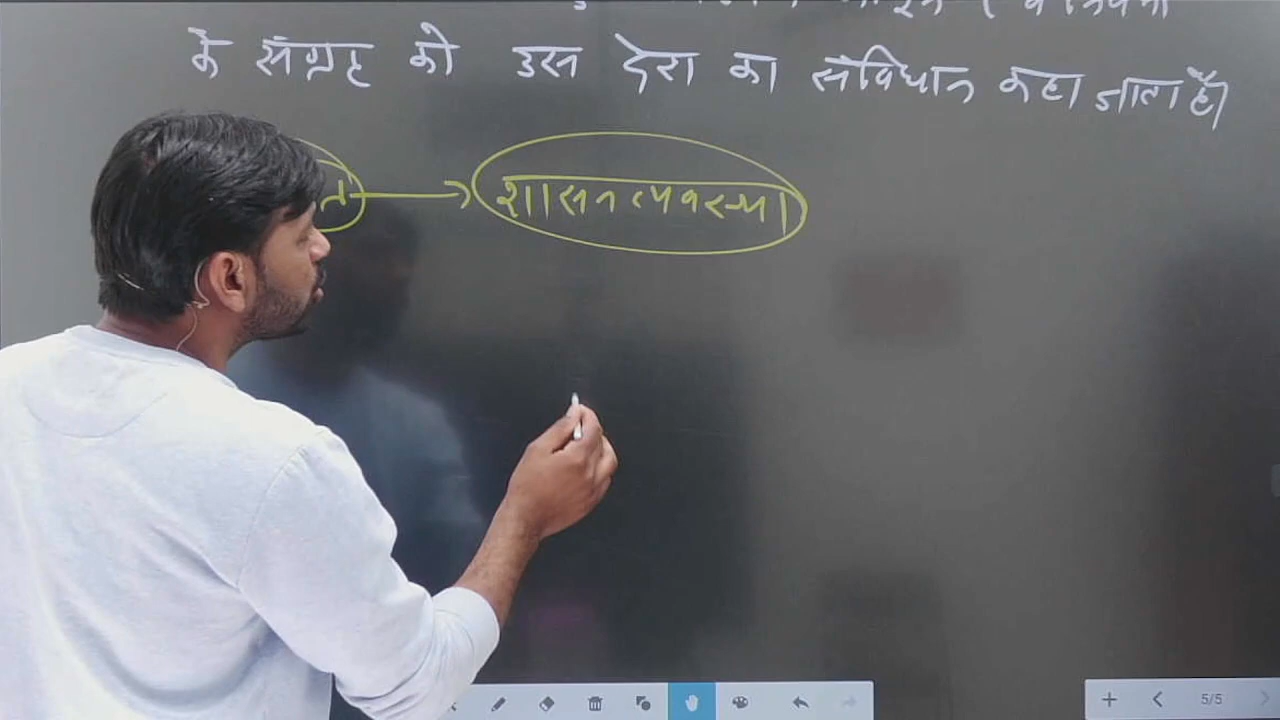 के संग्रह को उस देश का संविधान कहा जाता है।
शासन व्यवस्था
5/5